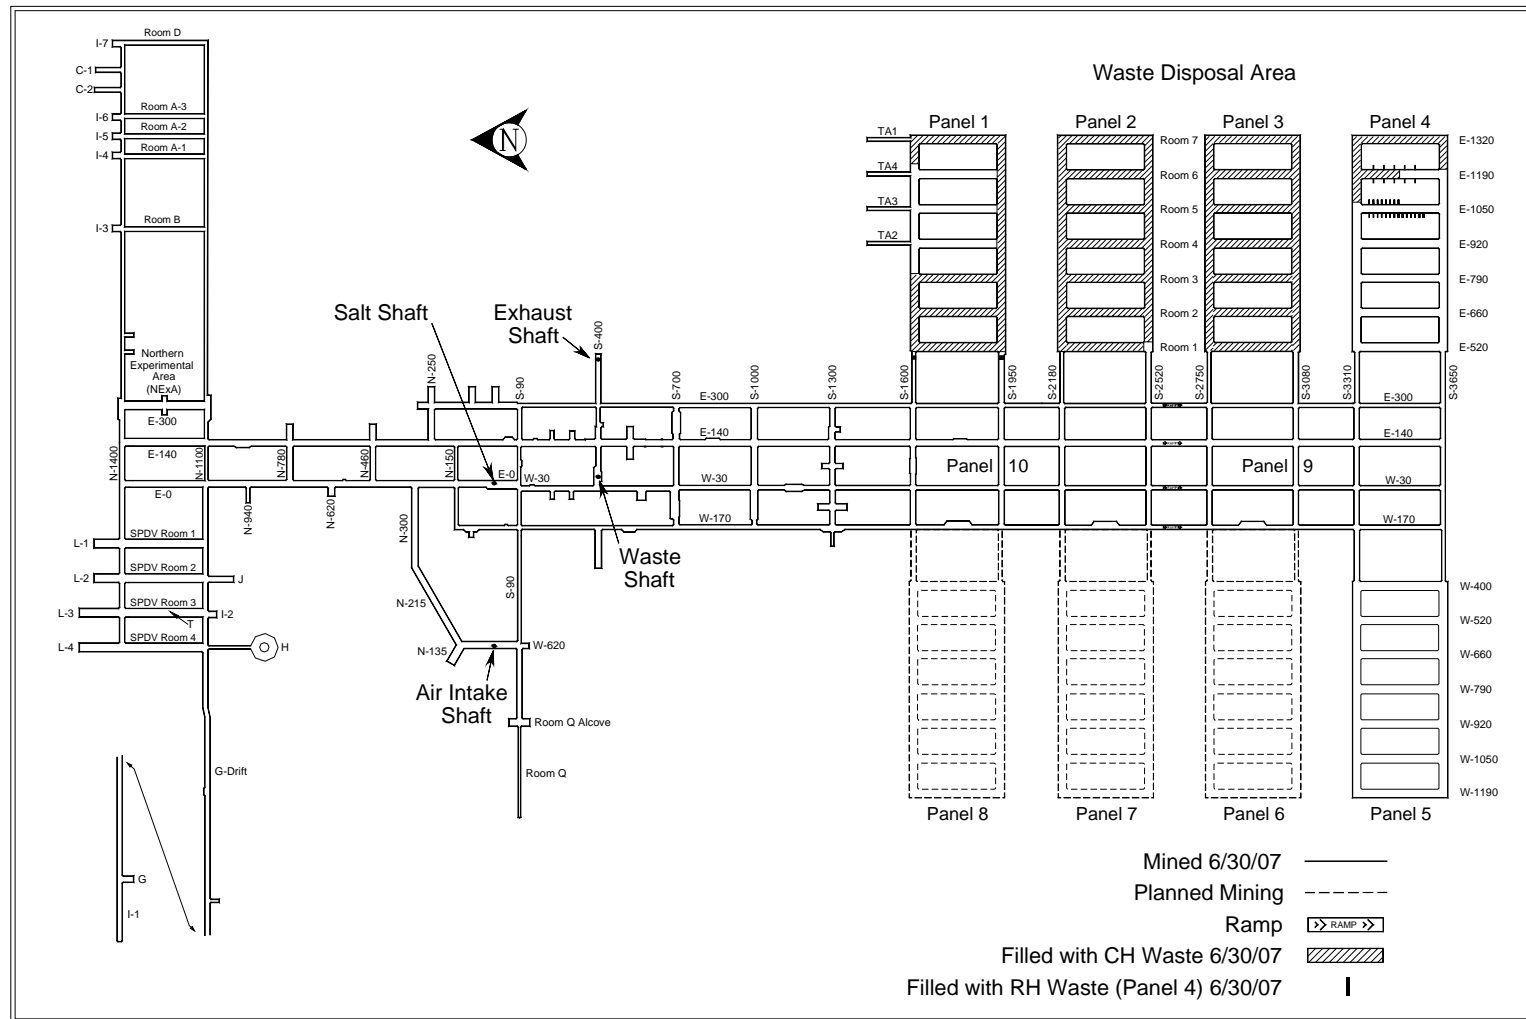 Waste Disposal Area
Room D
I-7
C-1
C-2
Room A-3
I-6
Room A-2
I-5
Room A-1
I-4
Room B
I-3
Northern
Experimental
Area
(NExA)
E-300
E-140
E-0
N-1400
N-1100
N-780
N-460
N-150
N-940
N-620
N-300
N-250
N
Salt Shaft
Exhaust
Shaft
S-90
S-400
S-700
S-1000
S-1300
S-1600
S-1950
S-2180
S-2520
S-2750
S-3080
S-3310
S-3650
E-300
E-140
E-0
W-30
W-30
W-170
Waste
Shaft
TA1
TA4
TA3
TA2
Panel 1
Panel 2
Panel 3
Panel 4
Room 7
Room 6
Room 5
Room 4
Room 3
Room 2
Room 1
E-1320
E-1190
E-1050
E-920
E-790
E-660
E-520
E-300
E-140
W-30
W-170
Panel 10
Panel 9
SPDV Room 1
L-1
SPDV Room 2
L-2
J
SPDV Room 3
L-3
I-2
T
SPDV Room 4
L-4
H
N-215
N-135
S-90
W-620
Air Intake
Shaft
Room Q Alcove
Room Q
G-Drift
G
I-1
W-400
W-520
W-660
W-790
W-920
W-1050
W-1190
Panel 8
Panel 7
Panel 6
Panel 5
Mined 6/30/07
Planned Mining
Ramp
RAMP
Filled with CH Waste 6/30/07
Filled with RH Waste (Panel 4) 6/30/07